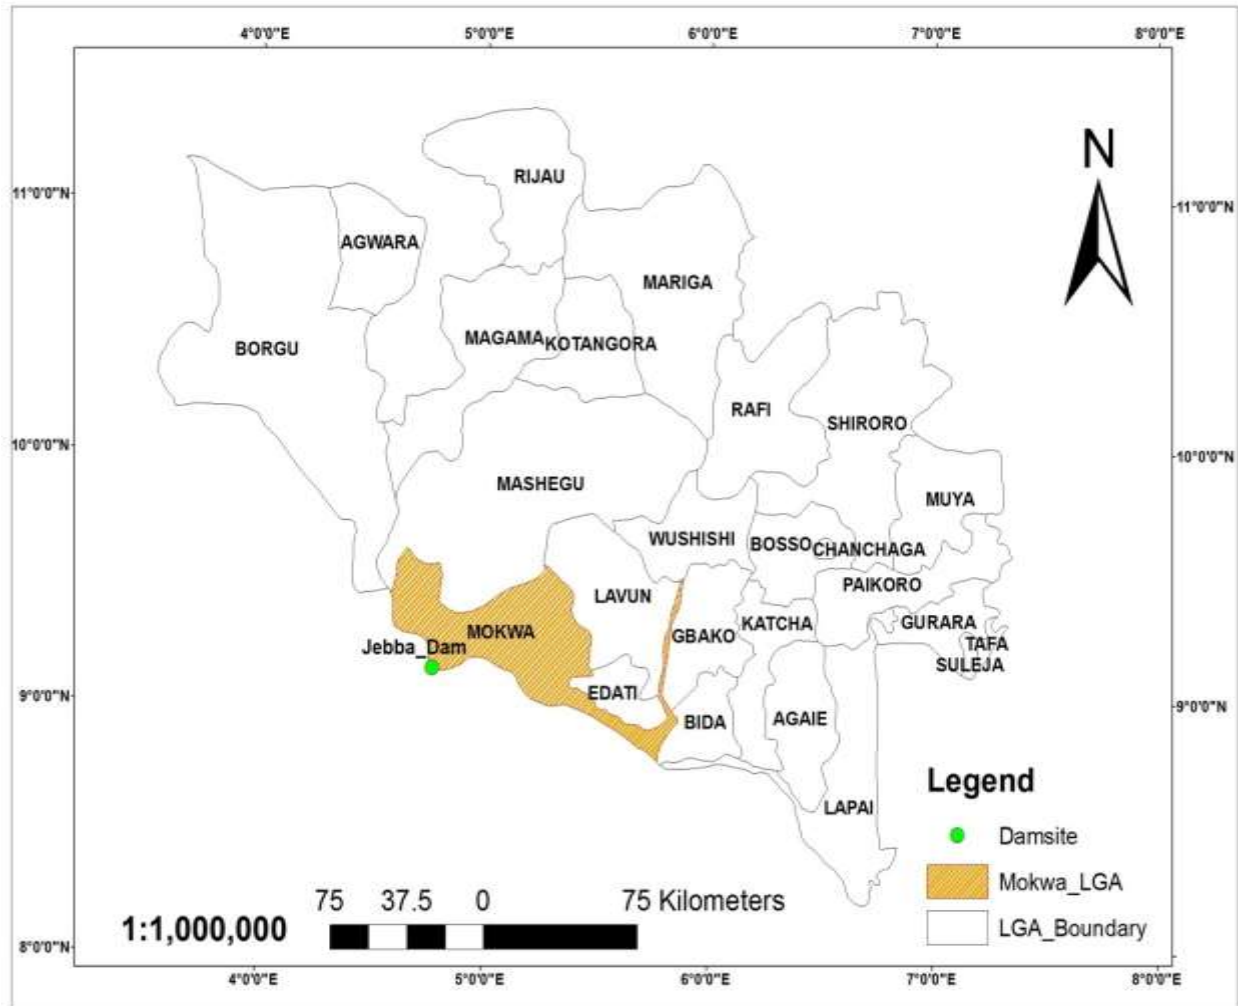 4°0'0"E 5°0'0"E 6°0'0"E 7°0'0"E 8°0'0"E
N
RIJAU
11°0'0"N 11°0'0"N
AGWARA
MARIGA
MAGAMA KOTANGORA
BORGU
RAFI
SHIRORO
10°0'0"N 10°0'0"N
MASHEGU
MUYA
WUSHISHI BOSSO CHANCHAGA
PAIKORO
LAVUN
GURARA
MOKWA GBAKO KATCHA
Jebba_Dam TAFA
SULEJA
EDATI
9°0'0"N 9°0'0"N
BIDA AGAIE
LAPAI
Legend
Damsite
Mokwa_LGA
LGA_Boundary
75 37.5 0 75 Kilometers
1:1,000,000
8°0'0"N
4°0'0"E 5°0'0"E 6°0'0"E 7°0'0"E 8°0'0"E